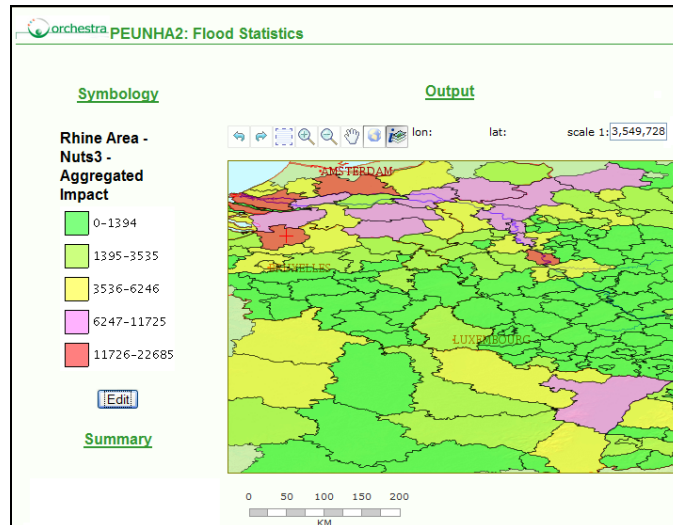 orchestra PEUNHA2: Flood Statistics
Symbology
Output
lon:
lat:
scale 1: 3,549,728
Rhine Area -
Nuts3 -
Aggregated
Impact
0-1394
1395-3535
3536-6246
6247-11725
11726-22685
Edit
Summary
AMSTERDAM
BRUXELLES
LUXEMBOURG
0 50 100 150 200
KM